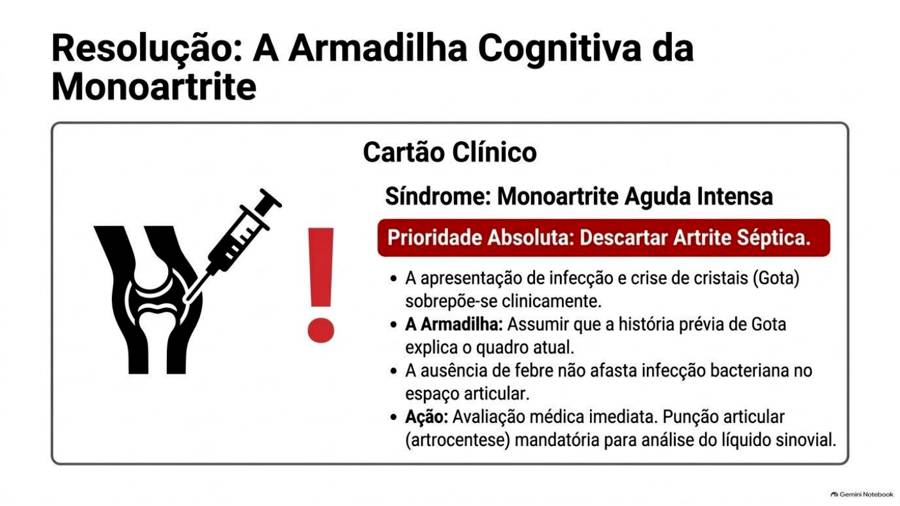 Resolução: A Armadilha Cognitiva da
Monoartrite
Cartão Clínico
Síndrome: Monoartrite Aguda Intensa
Prioridade Absoluta: Descartar Artrite Séptica.
• A apresentação de infecção e crise de cristais (Gota)
sobrepõe-se clinicamente.
• A Armadilha: Assumir que a história prévia de Gota
explica o quadro atual.
• A ausência de febre não afasta infecção bacteriana no
espaço articular.
• Ação: Avaliação médica imediata. Punção articular
(artrocentese) mandatória para análise do líquido sinovial.
!
Gemini Notebook